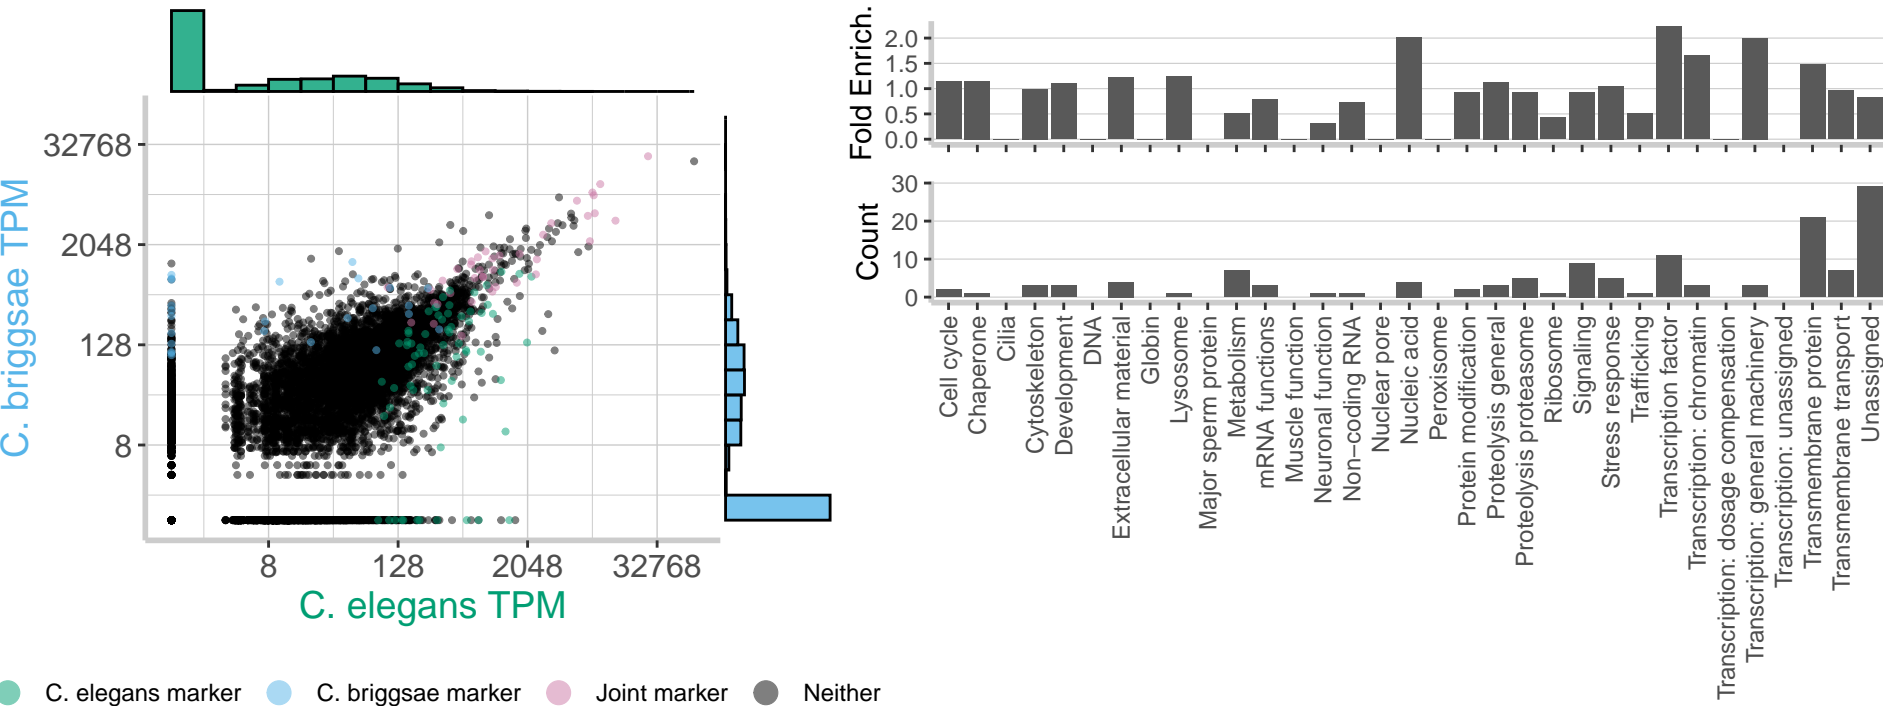 C. briggsae TPM
32768
2048
128
8
8
128
2048
32768
C. elegans TPM
C. elegans marker
C. briggsae marker
Joint marker
Neither
Fold Enrich.
2.0
1.5
1.0
0.5
0.0
Count
30
20
10
0
Cell cycle
Chaperone
Cilia
Cytoskeleton
Development
DNA
Extracellular material
Globin
Lysosome
Major sperm protein
Metabolism
mRNA functions
Muscle function
Neuronal function
Non−coding RNA
Nuclear pore
Nucleic acid
Peroxisome
Protein modification
Proteolysis general
Proteolysis proteasome
Ribosome
Signaling
Stress response
Trafficking
Transcription factor
Transcription: chromatin
Transcription: dosage compensation
Transcription: general machinery
Transcription: unassigned
Transmembrane protein
Transmembrane transport
Unassigned